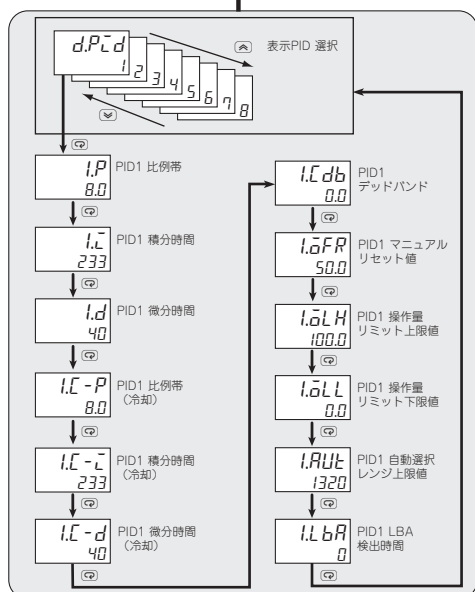 d.PId
1
2
3
4
5
6
7
8
表示PID 選択
1.P
8.0
PID1 比例帯
1.I
233
PID1 積分時間
1.d
40
PID1 微分時間
1.C-P
8.0
PID1 比例帯
（冷却）
1.C-I
233
PID1 積分時間
（冷却）
1.C-d
40
PID1 微分時間
（冷却）
1.Cdb
0.0
PID1
デッドバンド
1.oFR
50.0
PID1 マニュアル
リセット値
1.oLH
100.0
PID1 操作量
リミット上限値
1.oLL
0.0
PID1 操作量
リミット下限値
1.AUt
1320
PID1 自動選択
レンジ上限値
1.LbA
0
PID1 LBA
検出時間